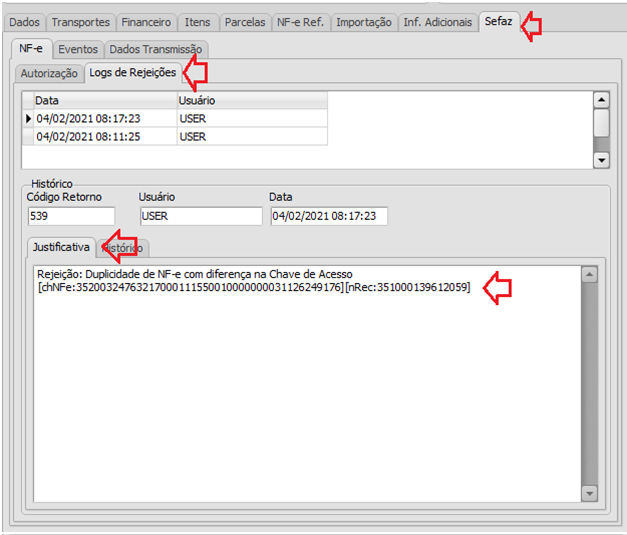 Dados Transportes Financeiro Itens Parcelas NF-e Ref. Importação Inf. Adicionais Sefaz
NF-e Eventos Dados Transmissão
Autorização Logs de Rejeições
Data Usuário
04/02/2021 08:17:23 USER
04/02/2021 08:11:25 USER
Histórico
Código Retorno Usuário Data
539 USER 04/02/2021 08:17:23
Justificativa Histórico
Rejeição: Duplicidade de NF-e com diferença na Chave de Acesso
[chNFe:35200324763217000111550010000000031126249176][nRec:351000139612059]